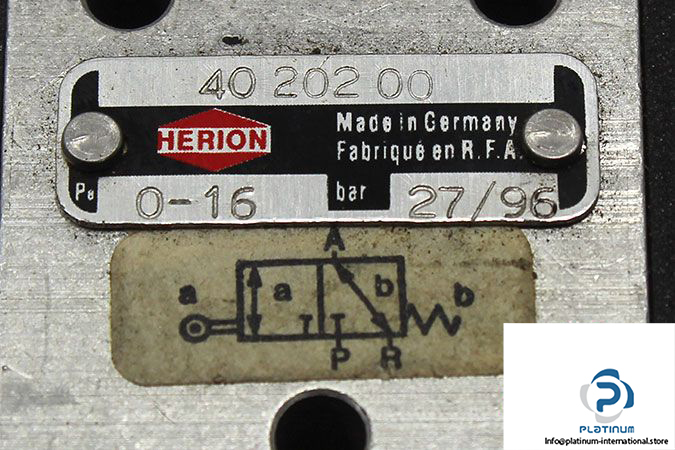 40 202 00
HERION
Made in Germany
Fabriqué en R.F.A.
Pe 0-16 bar 27/96
A
a a b b
P R
PLATINUM
Info@platinum-international.store